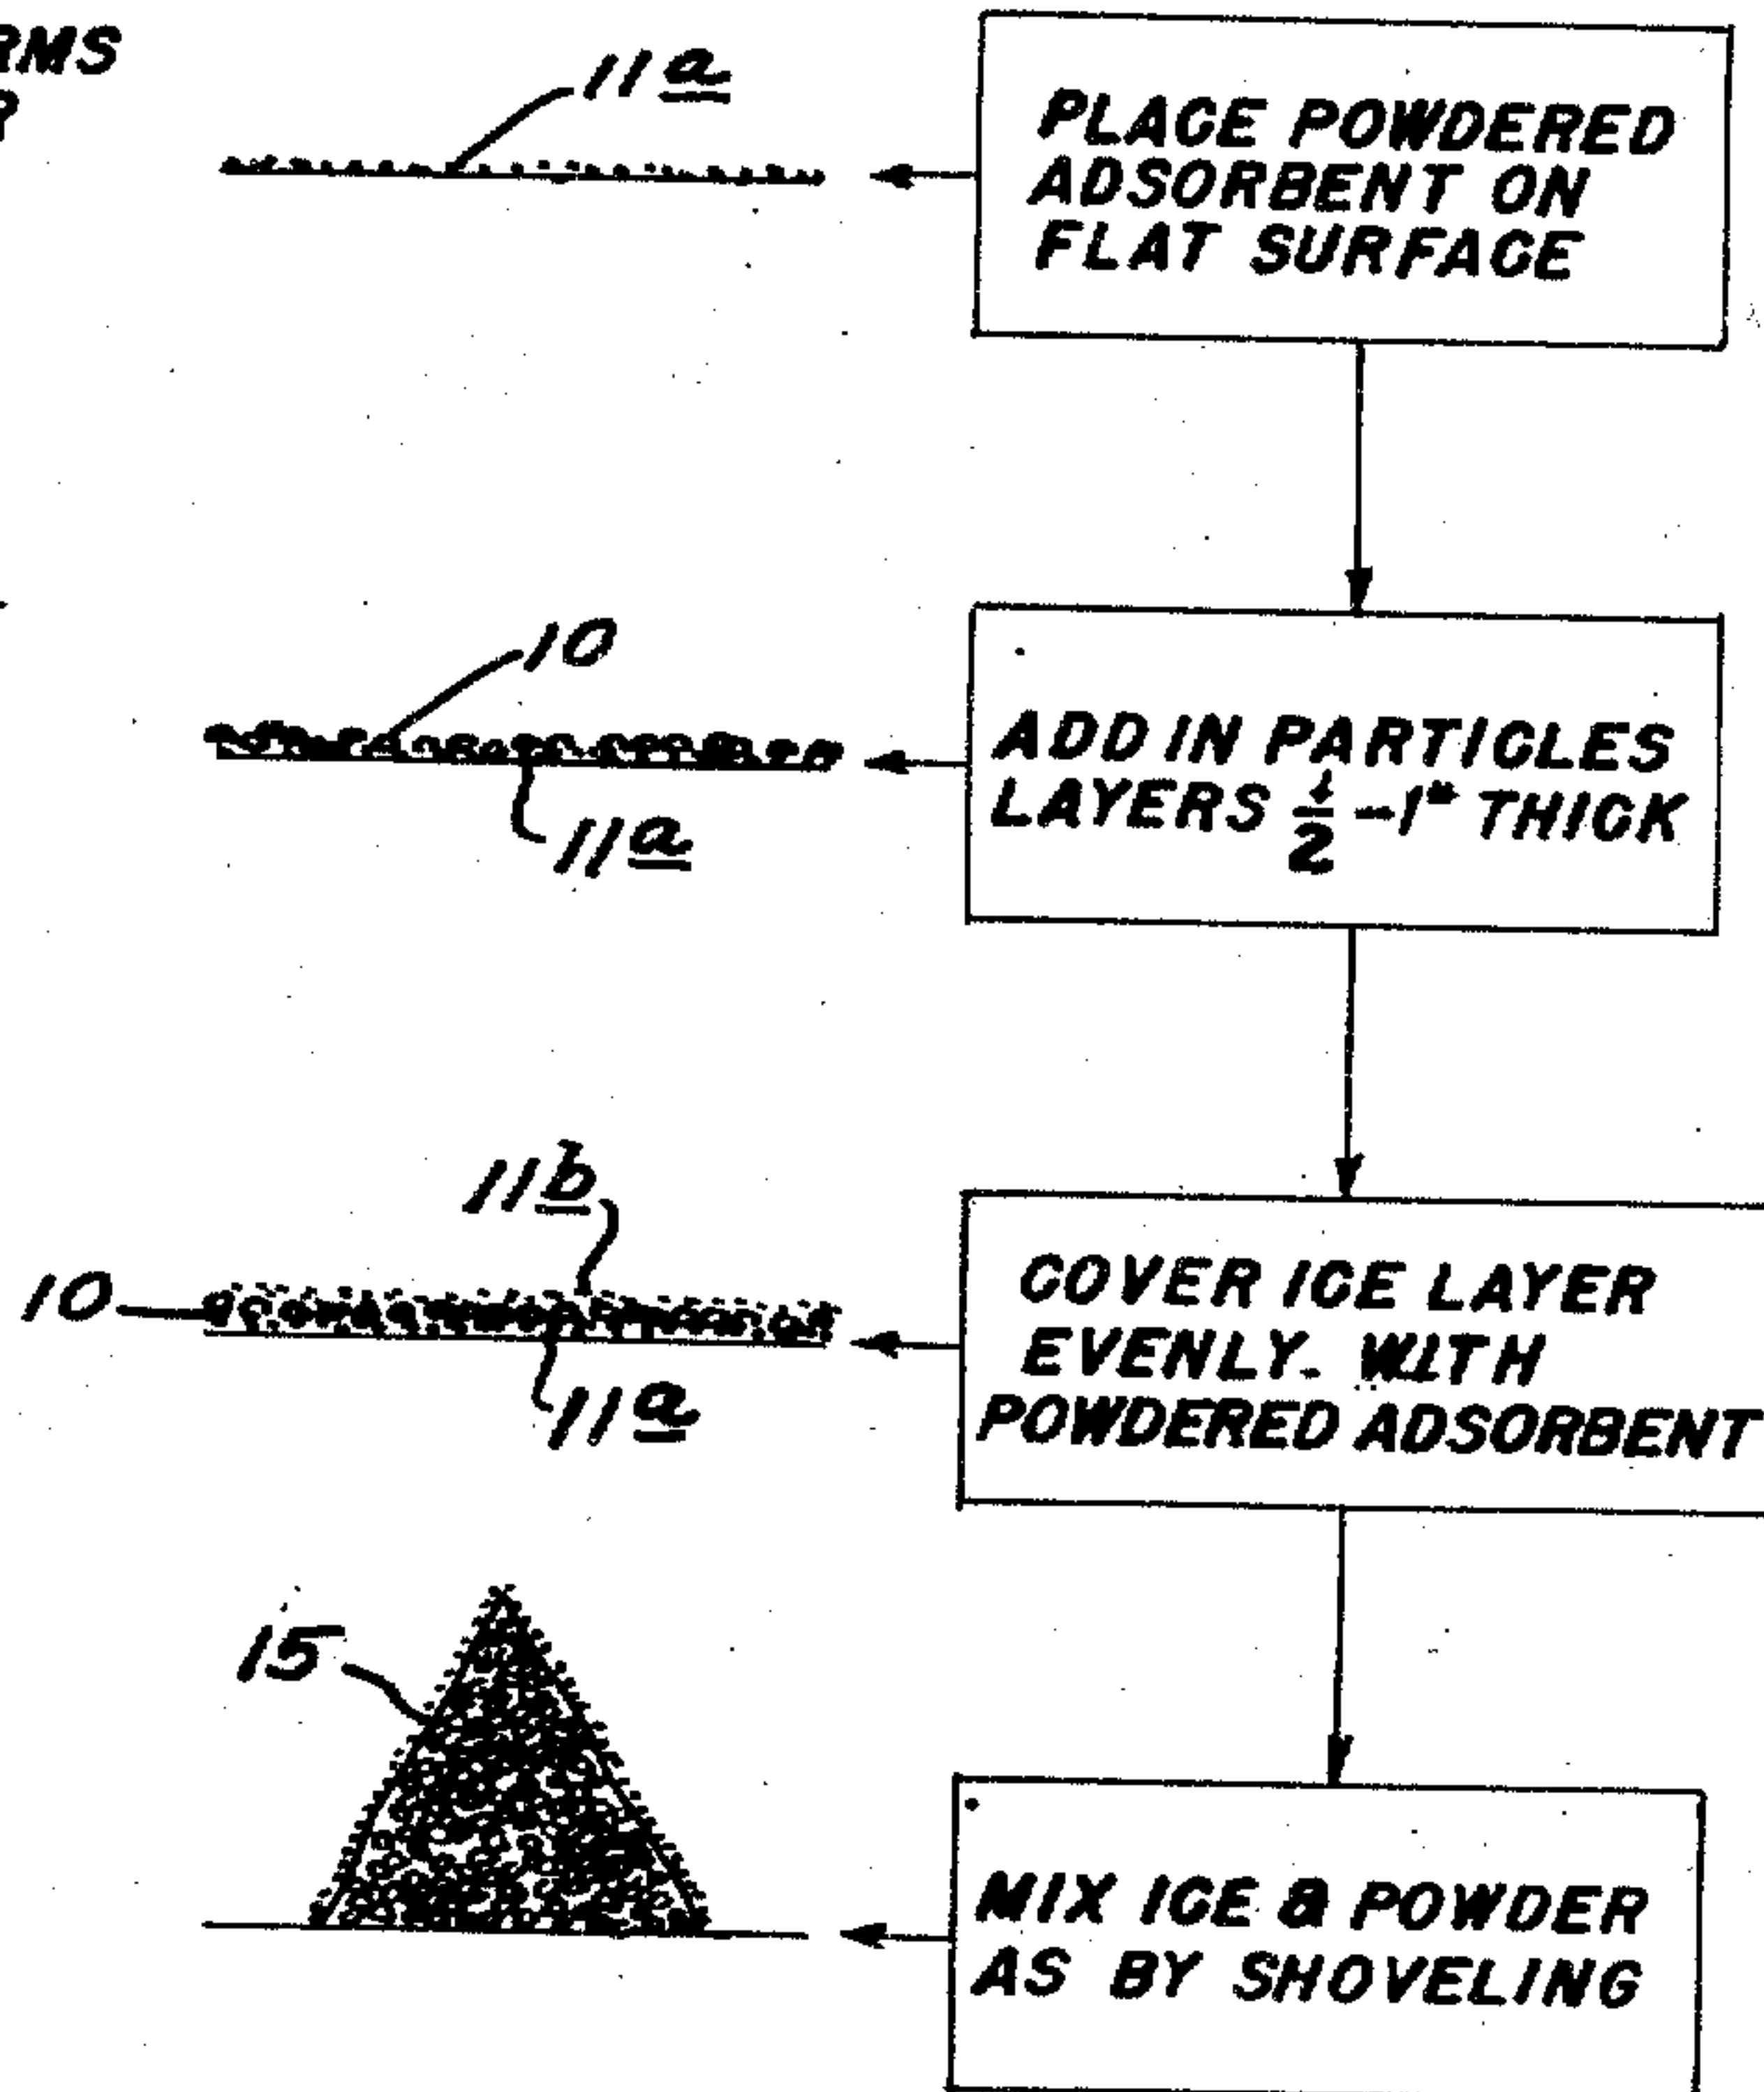 11a
PLACE POWDERED
ADSORBENT ON
FLAT SURFACE
10
11a
ADD IN PARTICLES
LAYERS 1/2 - 1" THICK
11b
10
11a
COVER ICE LAYER
EVENLY. WITH
POWDERED ADSORBENT
15
MIX ICE & POWDER
AS BY SHOVELING